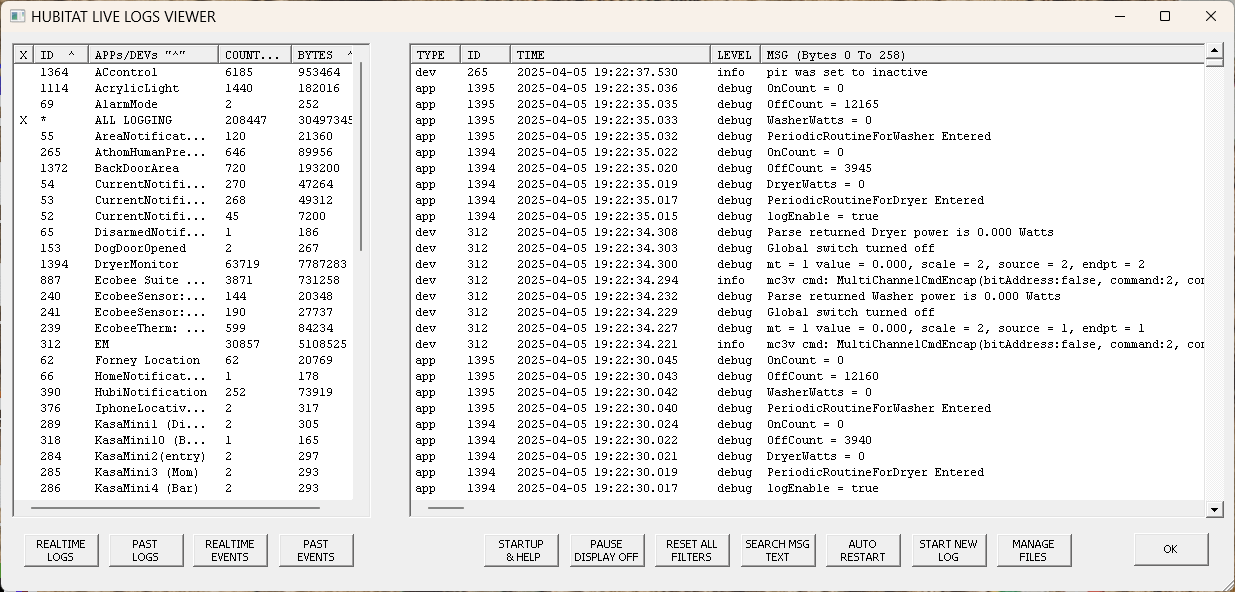 HUBITAT LIVE LOGS VIEWER
X ID ^ APPs/DEVs "^" COUNT... BYTES ^
1364 ACcontrol 6185 953464
1114 AcrylicLight 1440 182016
69 AlarmMode 2 252
X * ALL LOGGING 208447 30497345
55 AreaNotificat... 120 21360
265 AthomHumanPre... 646 89956
1372 BackDoorArea 720 193200
54 CurrentNotifi... 270 47264
53 CurrentNotifi... 268 49312
52 CurrentNotifi... 45 7200
65 DisarmedNotif... 1 186
153 DogDoorOpened 2 267
1394 DryerMonitor 63719 7787283
887 Ecobee Suite ... 3871 731258
240 EcobeeSensor:... 144 20348
241 EcobeeSensor:... 190 27737
239 EcobeeTherm: ... 599 84234
312 EM 30857 5108525
62 Forney Location 62 20769
66 HomeNotificat... 1 178
390 HubiNotification 252 73919
376 IphoneLocativ... 2 317
289 KasaMini1 (Di... 2 305
318 KasaMini10 (B... 1 165
284 KasaMini2(entry) 2 297
285 KasaMini3 (Mom) 2 293
286 KasaMini4 (Bar) 2 293
TYPE ID TIME LEVEL MSG (Bytes 0 To 258)
dev 265 2025-04-05 19:22:37.530 info pir was set to inactive
app 1395 2025-04-05 19:22:35.036 debug OnCount = 0
app 1395 2025-04-05 19:22:35.035 debug OffCount = 12165
app 1395 2025-04-05 19:22:35.033 debug WasherWatts = 0
app 1395 2025-04-05 19:22:35.032 debug PeriodicRoutineForWasher Entered
app 1394 2025-04-05 19:22:35.022 debug OnCount = 0
app 1394 2025-04-05 19:22:35.020 debug OffCount = 3945
app 1394 2025-04-05 19:22:35.019 debug DryerWatts = 0
app 1394 2025-04-05 19:22:35.017 debug PeriodicRoutineForDryer Entered
app 1394 2025-04-05 19:22:35.015 debug logEnable = true
dev 312 2025-04-05 19:22:34.308 debug Parse returned Dryer power is 0.000 Watts
dev 312 2025-04-05 19:22:34.303 debug Global switch turned off
dev 312 2025-04-05 19:22:34.300 debug mt = 1 value = 0.000, scale = 2, source = 2, endpt = 2
dev 312 2025-04-05 19:22:34.294 info mc3v cmd: MultiChannelCmdEncap(bitAddress:false, command:2, cor
dev 312 2025-04-05 19:22:34.232 debug Parse returned Washer power is 0.000 Watts
dev 312 2025-04-05 19:22:34.229 debug Global switch turned off
dev 312 2025-04-05 19:22:34.227 debug mt = 1 value = 0.000, scale = 2, source = 1, endpt = 1
dev 312 2025-04-05 19:22:34.221 info mc3v cmd: MultiChannelCmdEncap(bitAddress:false, command:2, cor
app 1395 2025-04-05 19:22:30.045 debug OnCount = 0
app 1395 2025-04-05 19:22:30.043 debug OffCount = 12160
app 1395 2025-04-05 19:22:30.042 debug WasherWatts = 0
app 1395 2025-04-05 19:22:30.040 debug PeriodicRoutineForWasher Entered
app 1394 2025-04-05 19:22:30.024 debug OnCount = 0
app 1394 2025-04-05 19:22:30.022 debug OffCount = 3940
app 1394 2025-04-05 19:22:30.021 debug DryerWatts = 0
app 1394 2025-04-05 19:22:30.019 debug PeriodicRoutineForDryer Entered
app 1394 2025-04-05 19:22:30.017 debug logEnable = true
REALTIME
LOGS
PAST
LOGS
REALTIME
EVENTS
PAST
EVENTS
STARTUP
& HELP
PAUSE
DISPLAY OFF
RESET ALL
FILTERS
SEARCH MSG
TEXT
AUTO
RESTART
START NEW
LOG
MANAGE
FILES
OK